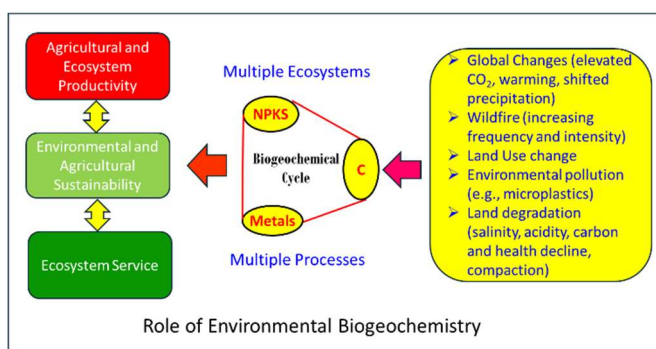 Agricultural and
Ecosystem
Productivity
Environmental and
Agricultural
Sustainability
Ecosystem Service
Multiple Ecosystems
NPKS
Biogeochemical
Cycle
C
Metals
Multiple Processes
➢ Global Changes (elevated
CO₂, warming, shifted
precipitation)
➢ Wildfire (increasing
frequency and intensity)
➢ Land Use change
➢ Environmental pollution
(e.g., microplastics)
➢ Land degradation
(salinity, acidity, carbon
and health decline,
compaction)
Role of Environmental Biogeochemistry